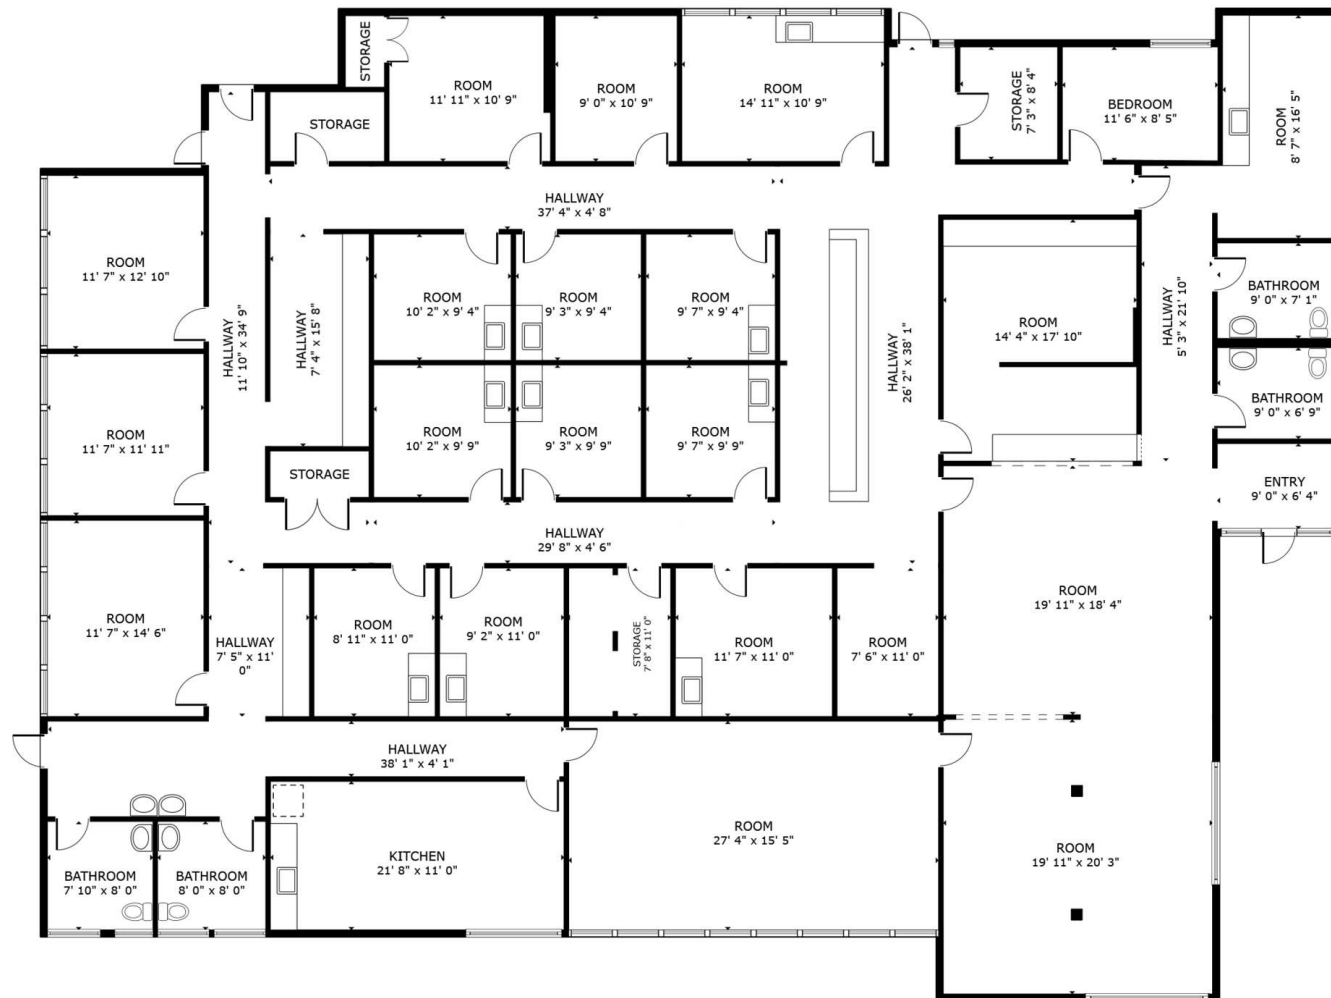 STORAGE
ROOM
11' 11" x 10' 9"
ROOM
9' 0" x 10' 9"
ROOM
14' 11" x 10' 9"
STORAGE
7' 3" x 8' 4"
BEDROOM
11' 6" x 8' 5"
ROOM
8' 7" x 16' 5"
STORAGE
HALLWAY
37' 4" x 4' 8"
ROOM
11' 7" x 12' 10"
HALLWAY
11' 10" x 34' 9"
HALLWAY
7' 4" x 15' 8"
ROOM
10' 2" x 9' 4"
ROOM
9' 3" x 9' 4"
ROOM
9' 7" x 9' 4"
HALLWAY
26' 2" x 38' 1"
ROOM
14' 4" x 17' 10"
HALLWAY
5' 3" x 21' 10"
BATHROOM
9' 0" x 7' 1"
BATHROOM
9' 0" x 6' 9"
ROOM
11' 7" x 11' 11"
ROOM
10' 2" x 9' 9"
ROOM
9' 3" x 9' 9"
ROOM
9' 7" x 9' 9"
STORAGE
ENTRY
9' 0" x 6' 4"
HALLWAY
29' 8" x 4' 6"
ROOM
11' 7" x 14' 6"
HALLWAY
7' 5" x 11'
0"
ROOM
8' 11" x 11' 0"
ROOM
9' 2" x 11' 0"
STORAGE
7' 8" x 11' 0"
ROOM
11' 7" x 11' 0"
ROOM
7' 6" x 11' 0"
ROOM
19' 11" x 18' 4"
HALLWAY
38' 1" x 4' 1"
ROOM
27' 4" x 15' 5"
ROOM
19' 11" x 20' 3"
KITCHEN
21' 8" x 11' 0"
BATHROOM
7' 10" x 8' 0"
BATHROOM
8' 0" x 8' 0"